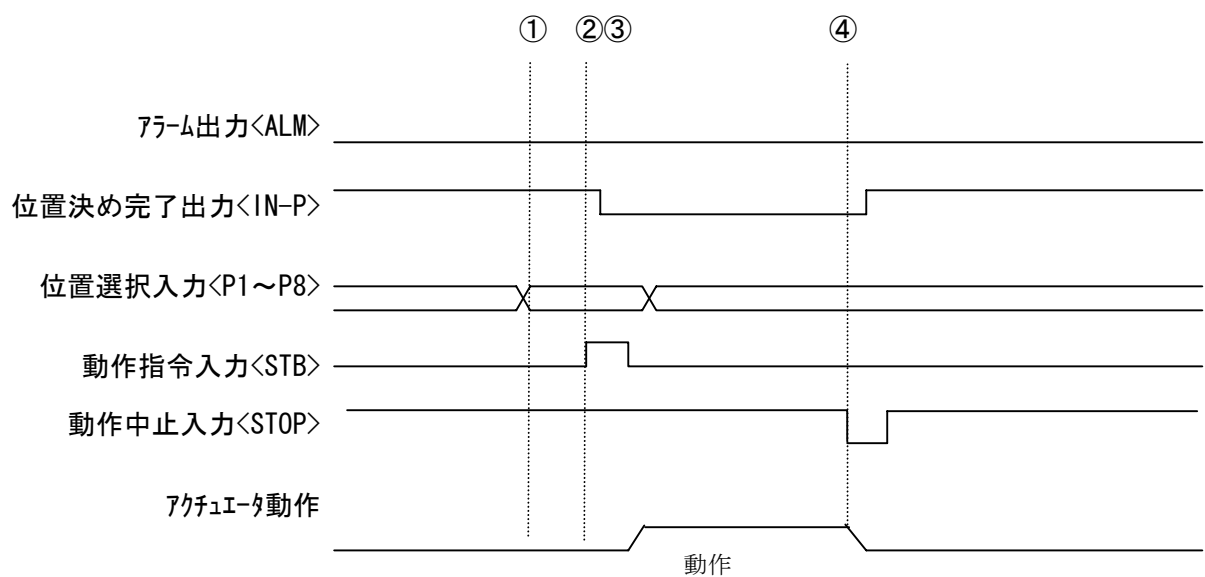 ① ②③ ④
ｱﾗｰﾑ出力<ALM>
位置決め完了出力<IN-P>
位置選択入力<P1～P8>
動作指令入力<STB>
動作中止入力<STOP>
ｱｸﾁｭｴｰﾀ動作
動作